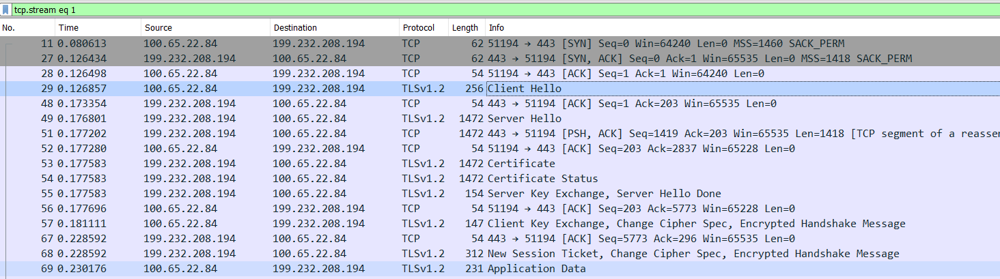 tcp.stream eq 1
No. Time Source Destination Protocol Length Info
11 0.080613 100.65.22.84 199.232.208.194 TCP 62 51194 → 443 [SYN] Seq=0 Win=64240 Len=0 MSS=1460 SACK_PERM
27 0.126434 199.232.208.194 100.65.22.84 TCP 62 443 → 51194 [SYN, ACK] Seq=0 Ack=1 Win=65535 Len=0 MSS=1418 SACK_PERM
28 0.126498 100.65.22.84 199.232.208.194 TCP 54 51194 → 443 [ACK] Seq=1 Ack=1 Win=64240 Len=0
29 0.126857 100.65.22.84 199.232.208.194 TLSv1.2 256 Client Hello
48 0.173354 199.232.208.194 100.65.22.84 TCP 54 443 → 51194 [ACK] Seq=1 Ack=203 Win=65535 Len=0
49 0.176801 199.232.208.194 100.65.22.84 TLSv1.2 1472 Server Hello
51 0.177202 199.232.208.194 100.65.22.84 TCP 1472 443 → 51194 [PSH, ACK] Seq=1419 Ack=203 Win=65535 Len=1418 [TCP segment of a reasse
52 0.177280 100.65.22.84 199.232.208.194 TCP 54 51194 → 443 [ACK] Seq=203 Ack=2837 Win=65228 Len=0
53 0.177583 199.232.208.194 100.65.22.84 TLSv1.2 1472 Certificate
54 0.177583 199.232.208.194 100.65.22.84 TLSv1.2 1472 Certificate Status
55 0.177583 199.232.208.194 100.65.22.84 TLSv1.2 154 Server Key Exchange, Server Hello Done
56 0.177696 100.65.22.84 199.232.208.194 TCP 54 51194 → 443 [ACK] Seq=203 Ack=5773 Win=65228 Len=0
57 0.181111 100.65.22.84 199.232.208.194 TLSv1.2 147 Client Key Exchange, Change Cipher Spec, Encrypted Handshake Message
67 0.228592 199.232.208.194 100.65.22.84 TCP 54 443 → 51194 [ACK] Seq=5773 Ack=296 Win=65535 Len=0
68 0.228592 199.232.208.194 100.65.22.84 TLSv1.2 312 New Session Ticket, Change Cipher Spec, Encrypted Handshake Message
69 0.230176 100.65.22.84 199.232.208.194 TLSv1.2 231 Application Data